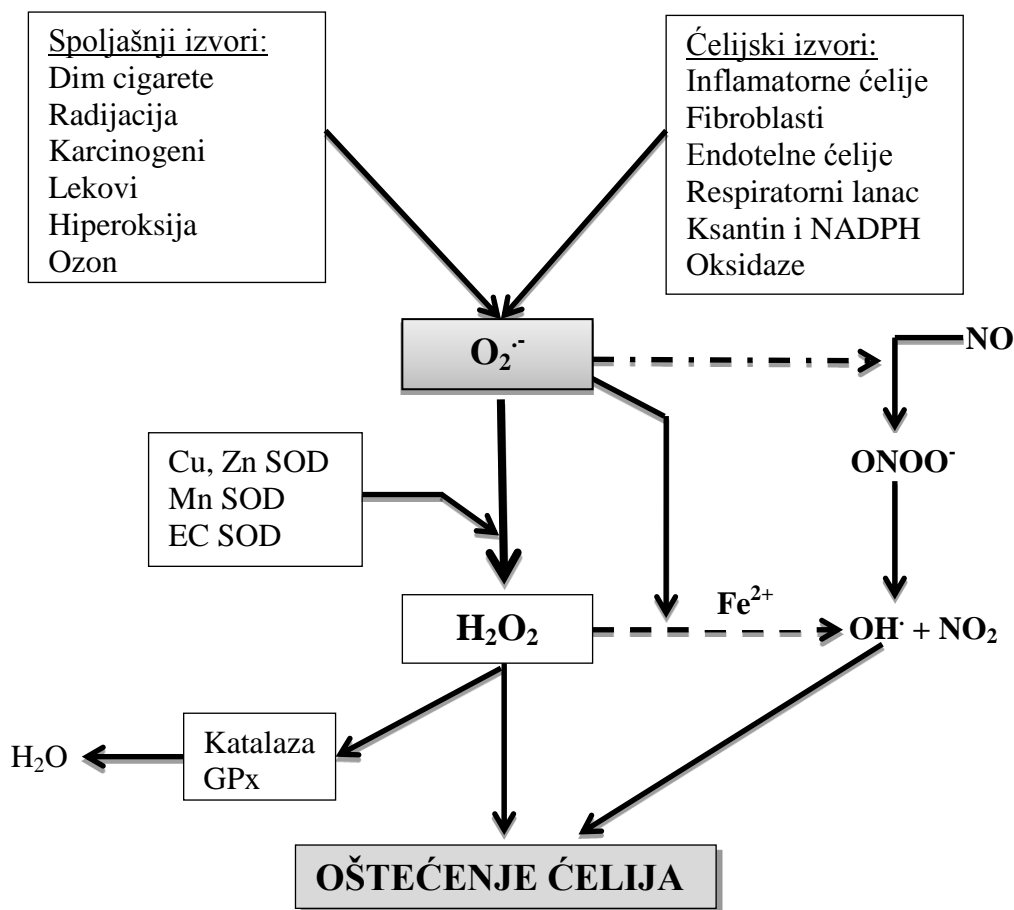 Spoljašnji izvori:
Dim cigarete
Radijacija
Karcinogeni
Lekovi
Hiperoksija
Ozon
Ćelijski izvori:
Inflamatorne ćelije
Fibroblasti
Endotelne ćelije
Respiratorni lanac
Ksantin i NADPH
Oksidaze
O₂·⁻
NO
ONOO⁻
Cu, Zn SOD
Mn SOD
EC SOD
H₂O₂
Fe²⁺
OH· + NO₂
H₂O
Katalaza
GPx
OŠTEĆENJE ĆELIJA